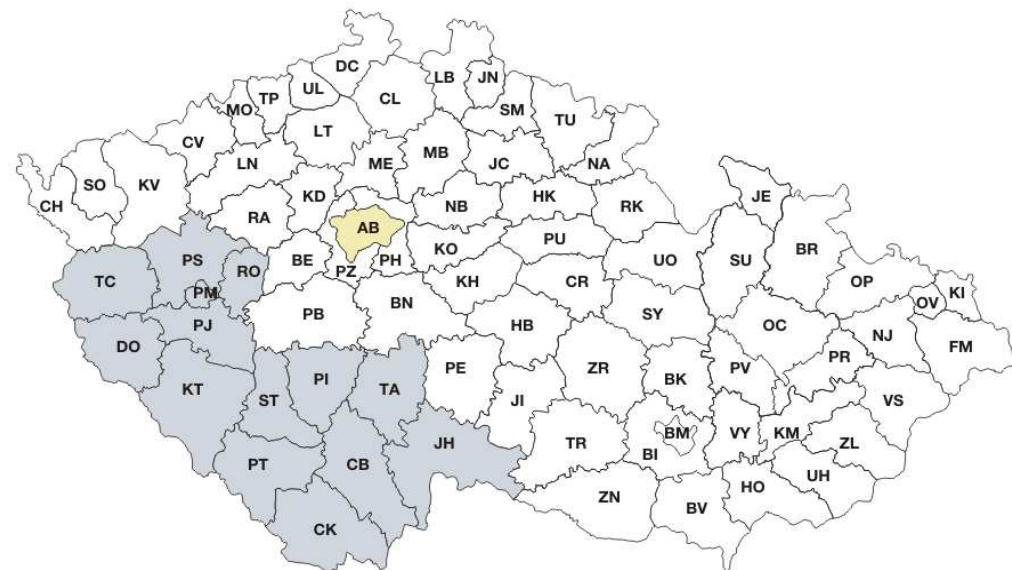 DC
LB
JN
UL
TP
CL
MO
SM
TU
LT
CV
MB
LN
ME
JC
NA
SO
KV
KD
CH
NB
HK
RK
RA
JE
AB
PU
KO
BR
UO
SU
PS
RO
BE
PH
PZ
TC
KH
CR
OP
KI
PM
OV
PB
BN
SY
PJ
HB
OC
NJ
DO
FM
PR
PE
ZR
PV
KT
PI
TA
BK
ST
JI
VS
BM
VY
KM
JH
TR
ZL
BI
PT
CB
UH
HO
ZN
BV
CK